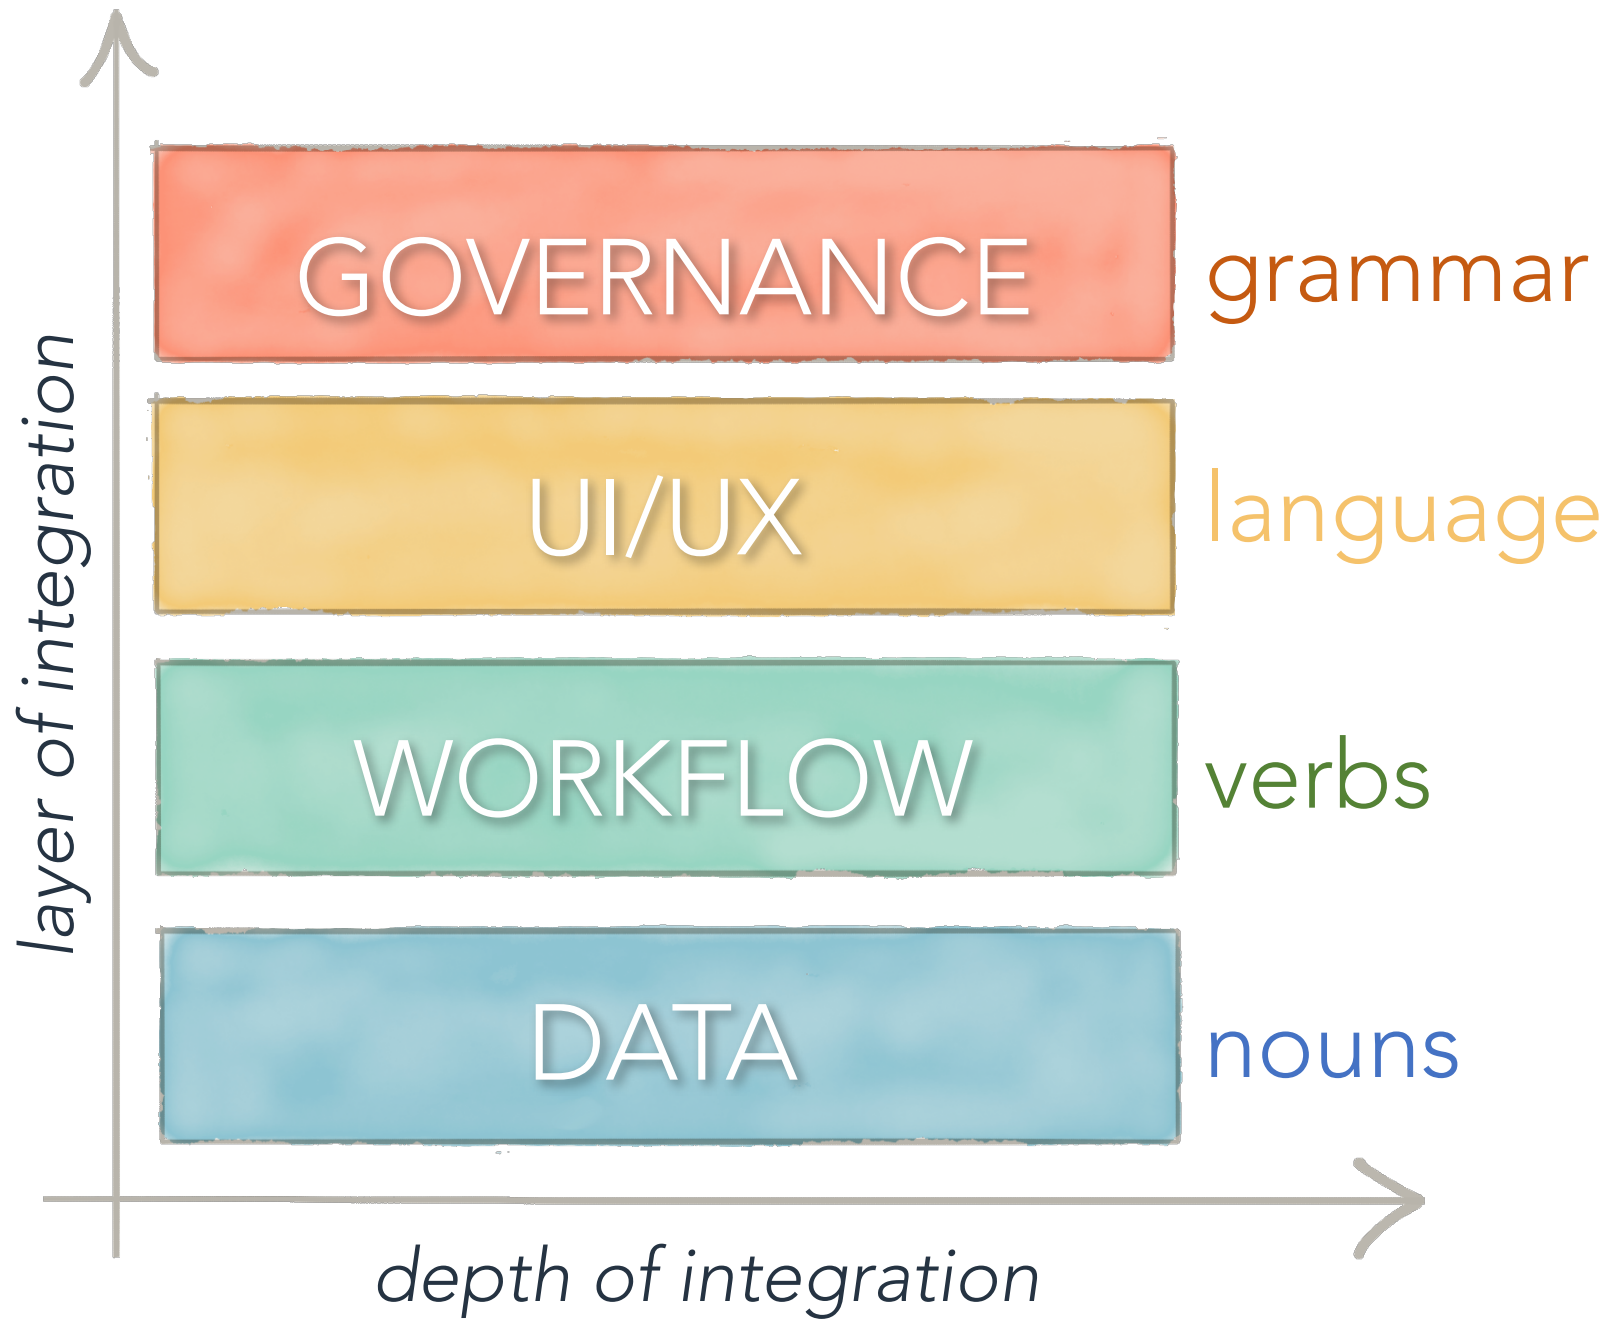 GOVERNANCE
grammar
UI/UX
language
WORKFLOW
verbs
DATA
nouns
layer of integration
depth of integration